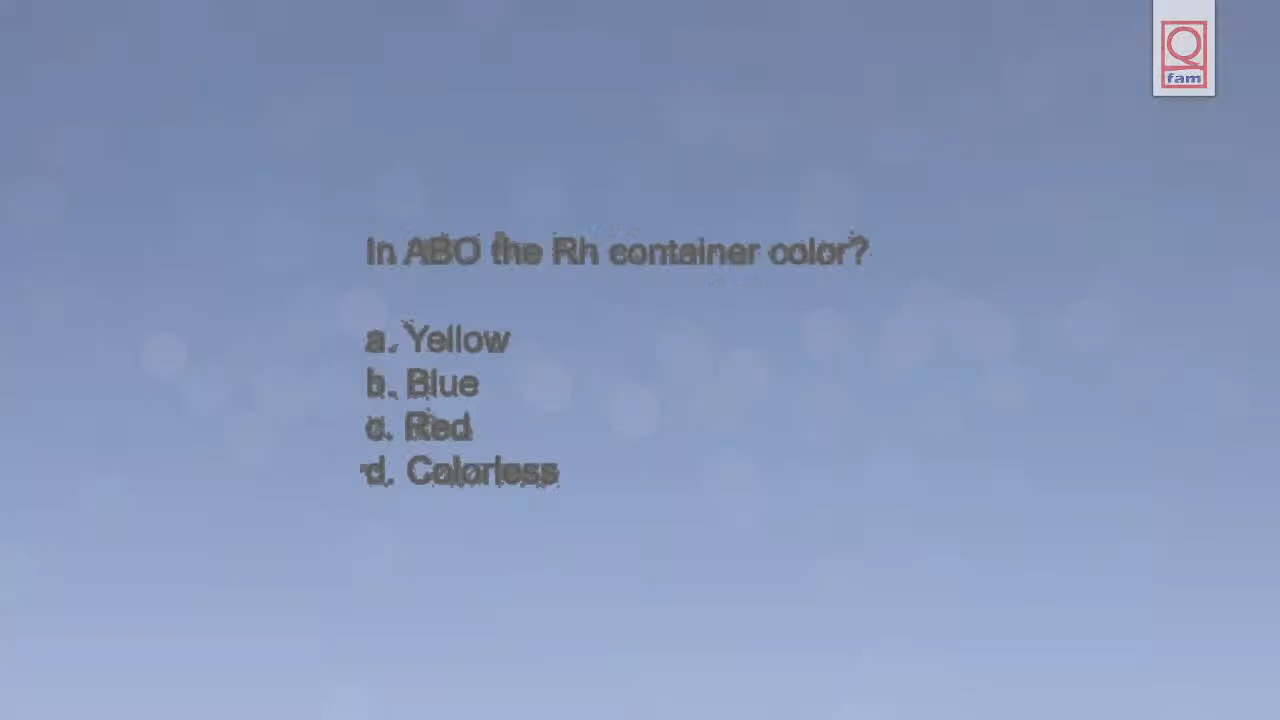 Q
fam
In ABO the Rh container color?
a. Yellow
b. Blue
c. Red
d. Colorless